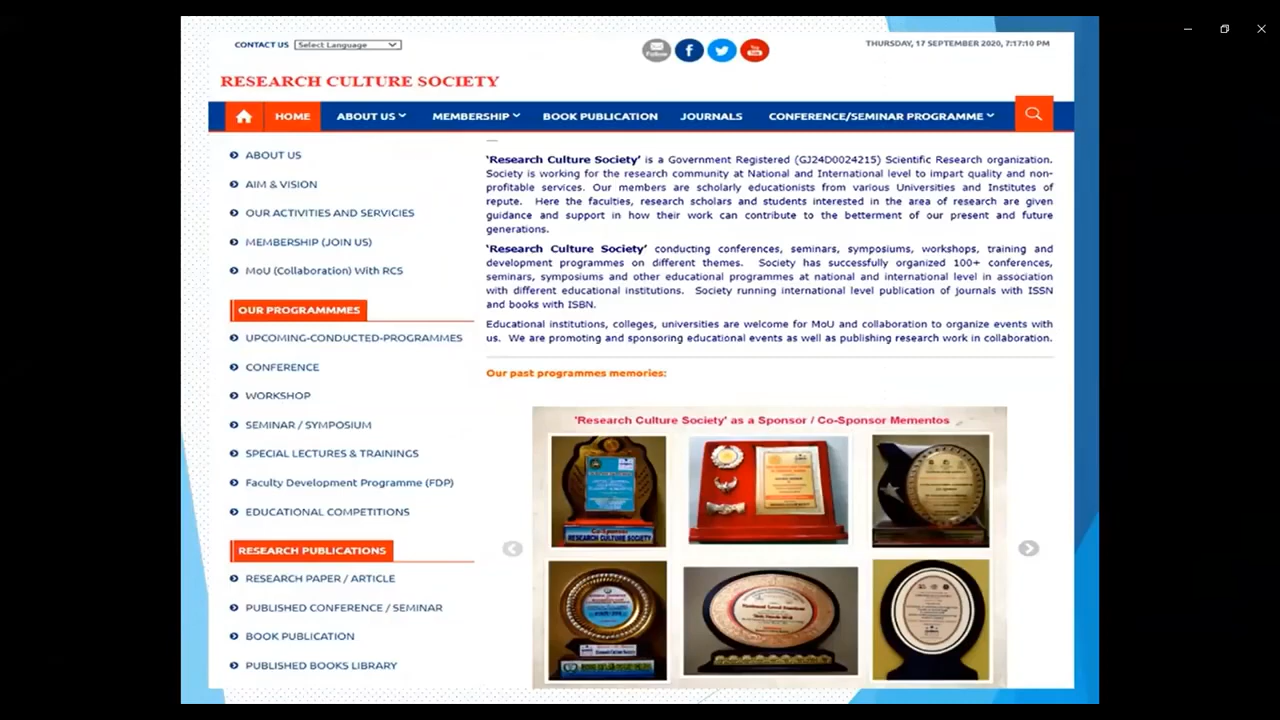 CONTACT US Select Language
Follow You
THURSDAY, 17 SEPTEMBER 2020, 7:17:10 PM
RESEARCH CULTURE SOCIETY
HOME ABOUT US MEMBERSHIP BOOK PUBLICATION JOURNALS CONFERENCE/SEMINAR PROGRAMME
ABOUT US
AIM & VISION
OUR ACTIVITIES AND SERVICIES
MEMBERSHIP (JOIN US)
MoU (Collaboration) With RCS
OUR PROGRAMMMES
UPCOMING-CONDUCTED-PROGRAMMES
CONFERENCE
WORKSHOP
SEMINAR / SYMPOSIUM
SPECIAL LECTURES & TRAININGS
Faculty Development Programme (FDP)
EDUCATIONAL COMPETITIONS
RESEARCH PUBLICATIONS
RESEARCH PAPER / ARTICLE
PUBLISHED CONFERENCE / SEMINAR
BOOK PUBLICATION
PUBLISHED BOOKS LIBRARY
'Research Culture Society' is a Government Registered (GJ24D0024215) Scientific Research organization.
Society is working for the research community at National and International level to impart quality and non-
profitable services. Our members are scholarly educationists from various Universities and Institutes of
repute. Here the faculties, research scholars and students interested in the area of research are given
guidance and support in how their work can contribute to the betterment of our present and future
generations.
'Research Culture Society' conducting conferences, seminars, symposiums, workshops, training and
development programmes on different themes. Society has successfully organized 100+ conferences,
seminars, symposiums and other educational programmes at national and international level in association
with different educational institutions. Society running international level publication of journals with ISSN
and books with ISBN.
Educational institutions, colleges, universities are welcome for MoU and collaboration to organize events with
us. We are promoting and sponsoring educational events as well as publishing research work in collaboration.
Our past programmes memories:
'Research Culture Society' as a Sponsor / Co-Sponsor Mementos
Co-Sponsor
RESEARCH CULTURE SOCIETY
National Level Seminar